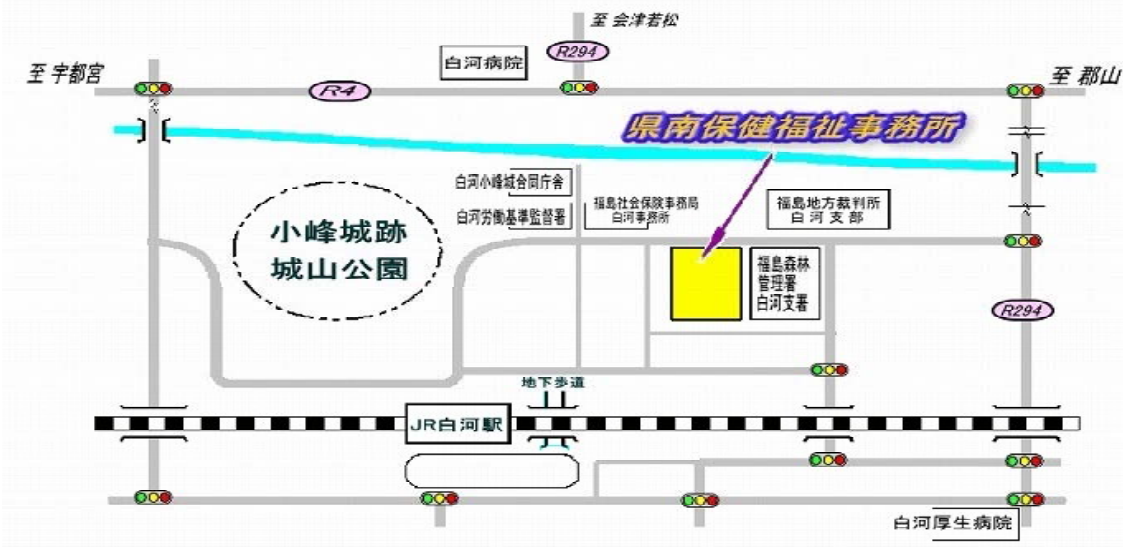 至 会津若松
R294
白河病院
至 宇都宮
至 郡山
R4
県南保健福祉事務所
白河小峰城合同庁舎
福島社会保険事務局
白河事務所
福島地方裁判所
白河支部
白河労働基準監督署
小峰城跡
城山公園
福島森林
管理署
白河支署
R294
地下歩道
JR白河駅
白河厚生病院